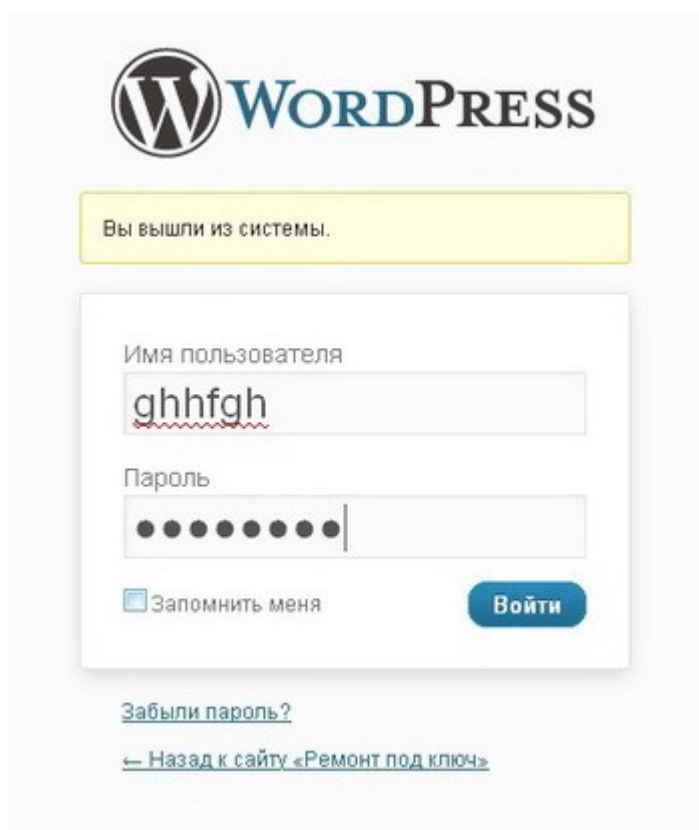 WORDPRESS
Вы вышли из системы.
Имя пользователя
ghhfgh
Пароль
●●●●●●●●
Запомнить меня
Войти
Забыли пароль?
← Назад к сайту «Ремонт под ключ»